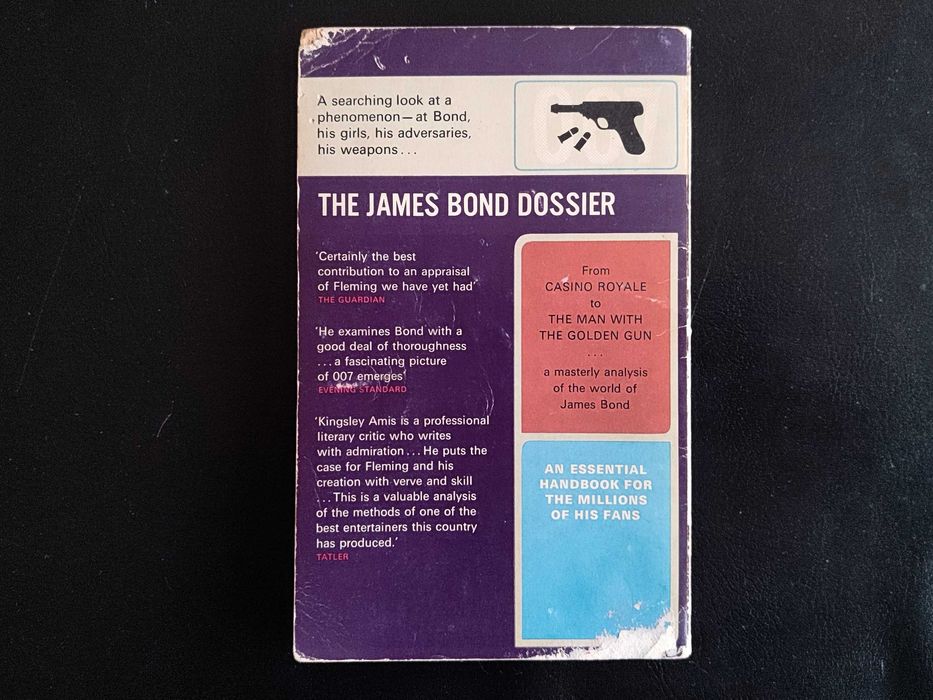 A searching look at a
phenomenon—at Bond,
his girls, his adversaries,
his weapons...
007
THE JAMES BOND DOSSIER
‘Certainly the best
contribution to an appraisal
of Fleming we have yet had’
THE GUARDIAN
‘He examines Bond with a
good deal of thoroughness
...a fascinating picture
of 007 emerges’
EVENING STANDARD
‘Kingsley Amis is a professional
literary critic who writes
with admiration...He puts the
case for Fleming and his
creation with verve and skill
...This is a valuable analysis
of the methods of one of the
best entertainers this country
has produced.’
TATLER
From
CASINO ROYALE
to
THE MAN WITH
THE GOLDEN GUN
...
a masterly analysis
of the world of
James Bond
AN ESSENTIAL
HANDBOOK FOR
THE MILLIONS
OF HIS FANS